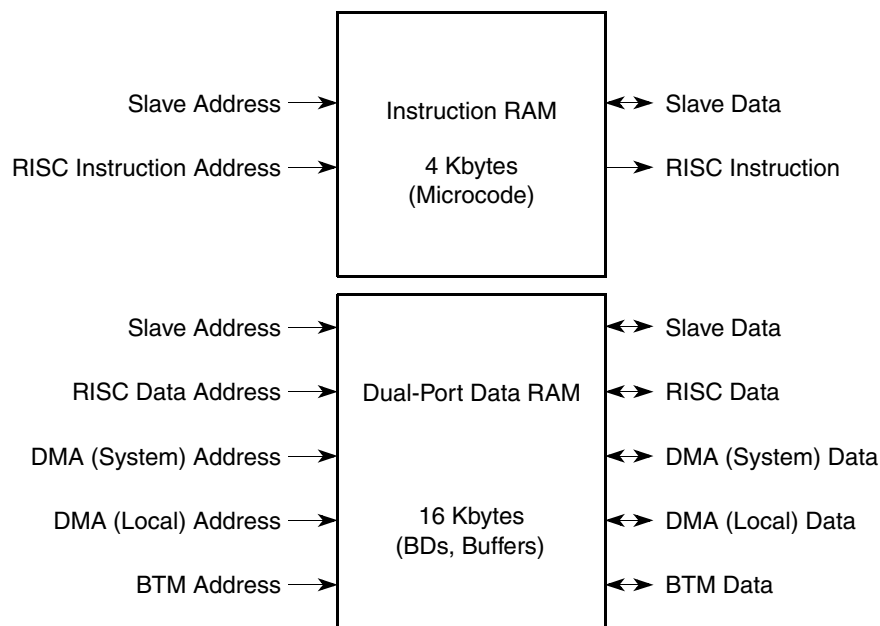 Slave Address
Instruction RAM
Slave Data
RISC Instruction Address
4 Kbytes
(Microcode)
RISC Instruction
Slave Address
Slave Data
RISC Data Address
Dual-Port Data RAM
RISC Data
DMA (System) Address
DMA (System) Data
DMA (Local) Address
16 Kbytes
(BDs, Buffers)
DMA (Local) Data
BTM Address
BTM Data